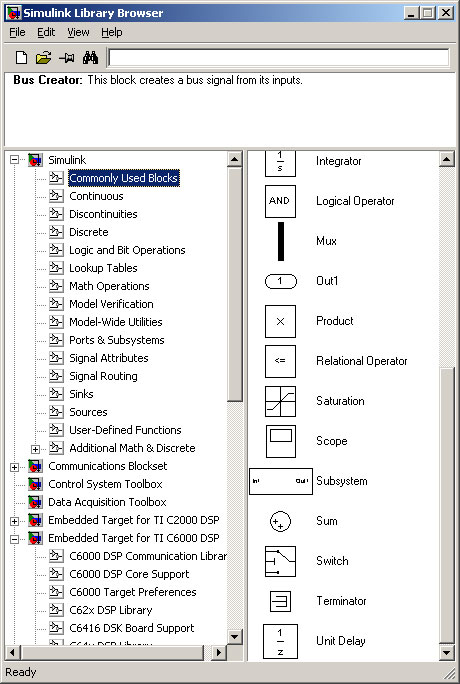 Simulink Library Browser
File Edit View Help
Bus Creator: This block creates a bus signal from its inputs.
Simulink
Commonly Used Blocks
Continuous
Discontinuities
Discrete
Logic and Bit Operations
Lookup Tables
Math Operations
Model Verification
Model-Wide Utilities
Ports & Subsystems
Signal Attributes
Signal Routing
Sinks
Sources
User-Defined Functions
Additional Math & Discrete
Communications Blockset
Control System Toolbox
Data Acquisition Toolbox
Embedded Target for TI C2000 DSP
Embedded Target for TI C6000 DSP
C6000 DSP Communication Librar
C6000 DSP Core Support
C6000 Target Preferences
C62x DSP Library
C6416 DSK Board Support
C64x DSP Library
1
s
Integrator
AND Logical Operator
Mux
1 Out1
× Product
<= Relational Operator
Saturation
Scope
In1 Out1 Subsystem
+
+
Sum
Switch
Terminator
1
z
Unit Delay
Ready